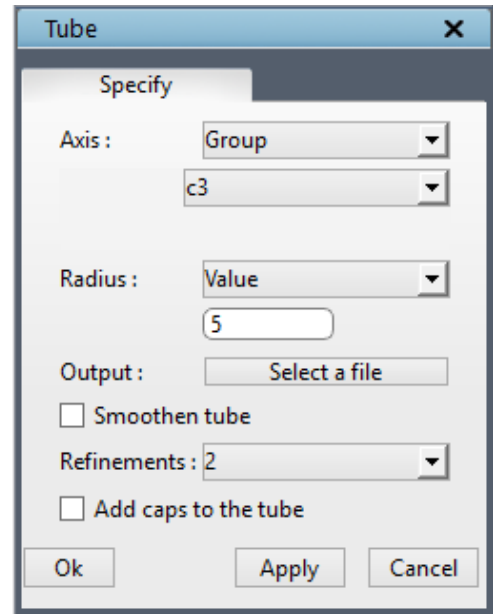 Tube
Specify
Axis : Group
c3
Radius : Value
5
Output : Select a file
Smoothen tube
Refinements : 2
Add caps to the tube
Ok Apply Cancel